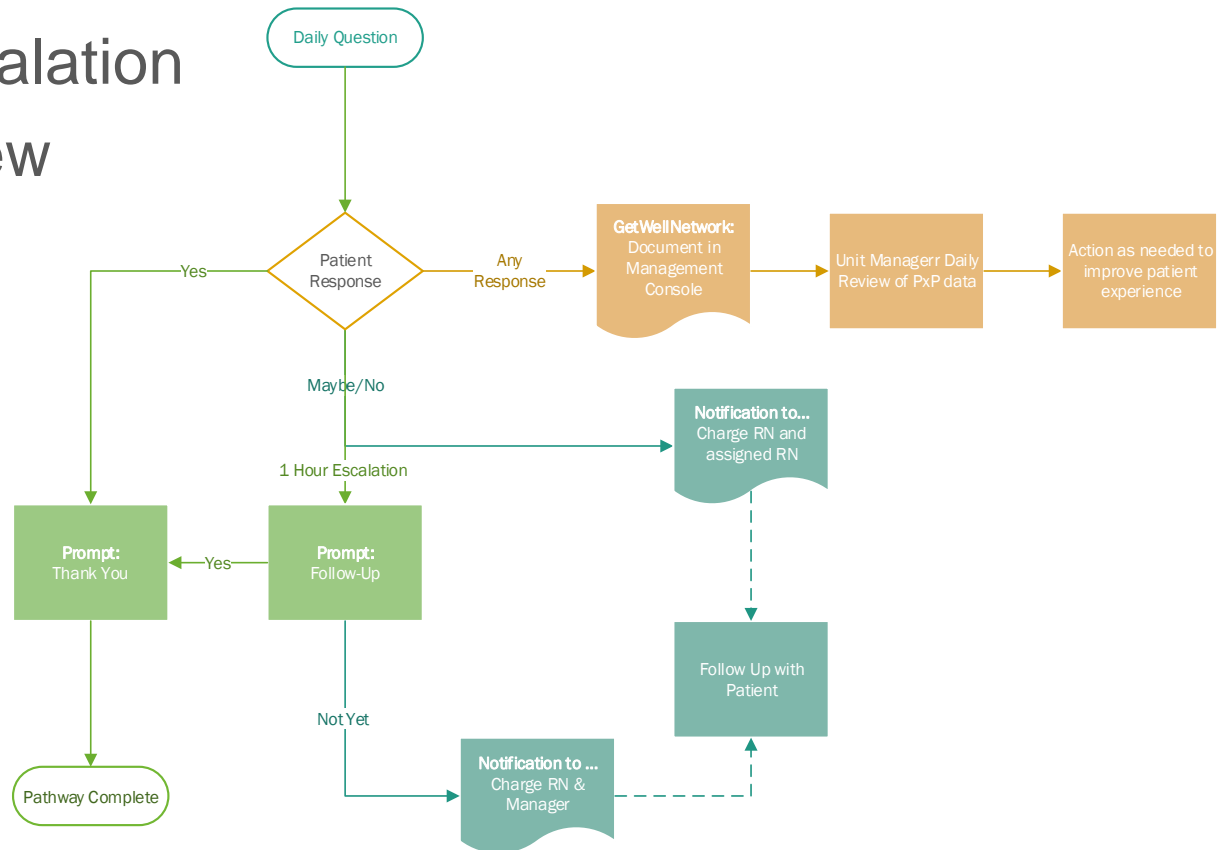 alation
ew
Daily Question
Patient
Response
Yes
Any
Response
GetWellNetwork:
Document in
Management
Console
Unit Managerr Daily
Review of PxP data
Action as needed to
improve patient
experience
Maybe/No
Notification to...
Charge RN and
assigned RN
1 Hour Escalation
Prompt:
Thank You
Yes
Prompt:
Follow-Up
Follow Up with
Patient
Not Yet
Notification to ...
Charge RN &
Manager
Pathway Complete